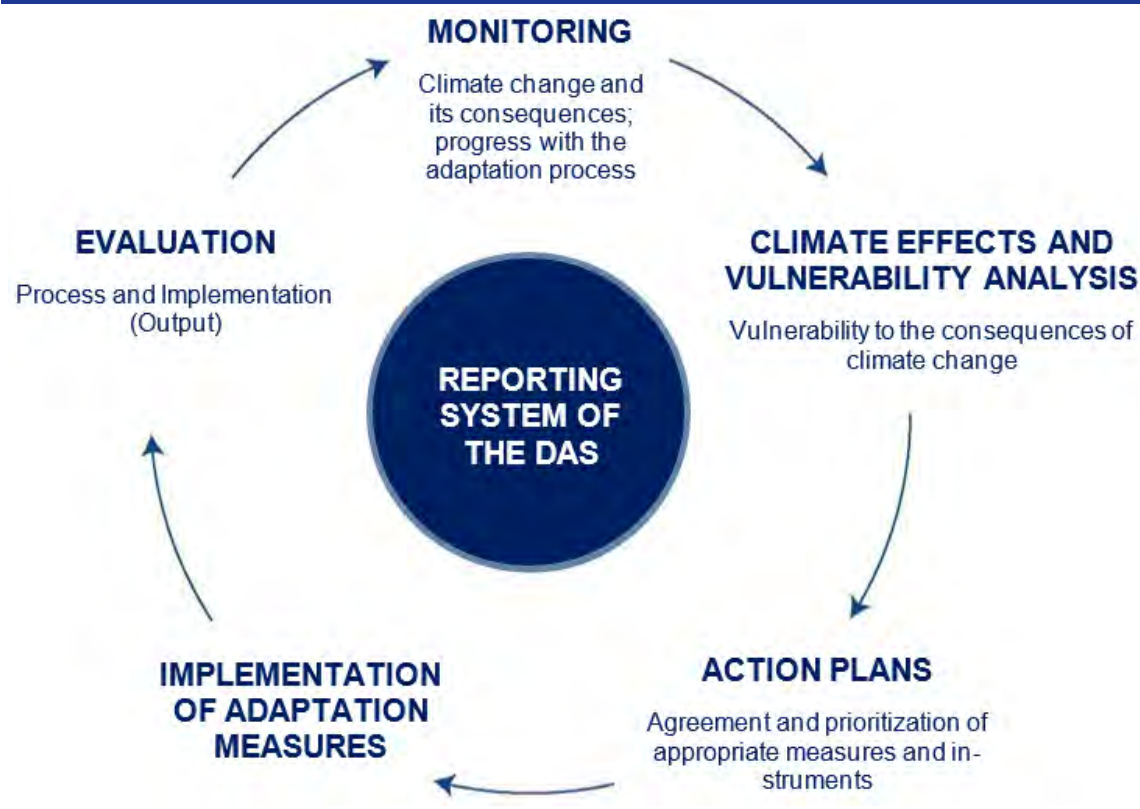 MONITORING
Climate change and
its consequences;
progress with the
adaptation process
CLIMATE EFFECTS AND
VULNERABILITY ANALYSIS
Vulnerability to the consequences of
climate change
ACTION PLANS
Agreement and prioritization of
appropriate measures and in-
struments
IMPLEMENTATION
OF ADAPTATION
MEASURES
EVALUATION
Process and Implementation
(Output)
REPORTING
SYSTEM OF
THE DAS